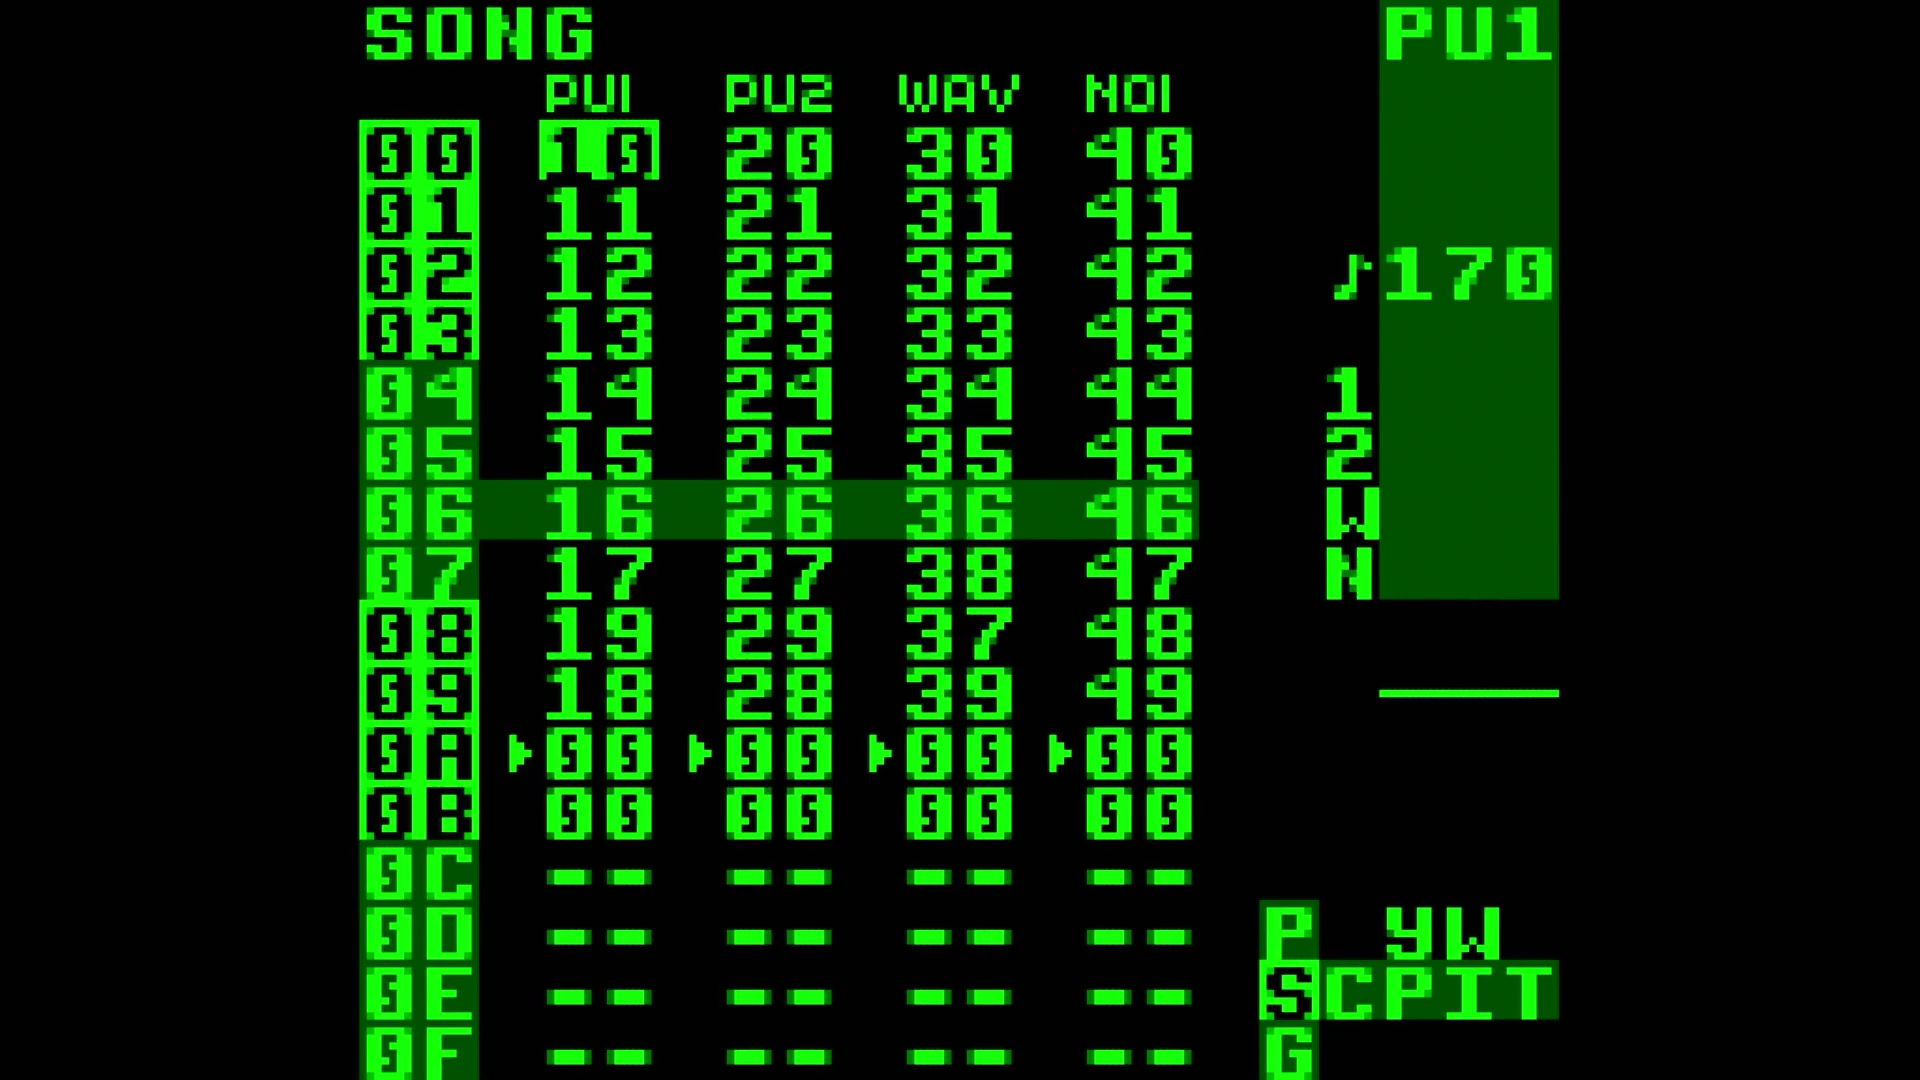 SONG PU1
PU1 PU2 WAV NOI
00 10 20 30 40
01 11 21 31 41
02 12 22 32 42 ♪170
03 13 23 33 43
04 14 24 34 44 1
05 15 25 35 45 2
06 16 26 36 46 W
07 17 27 38 47 N
08 19 29 37 48
09 18 28 39 49
0A 00 00 00 00
0B 00 00 00 00
0C -- -- -- --
0D -- -- -- -- P YW
0E -- -- -- -- SCPIT
0F -- -- -- -- G